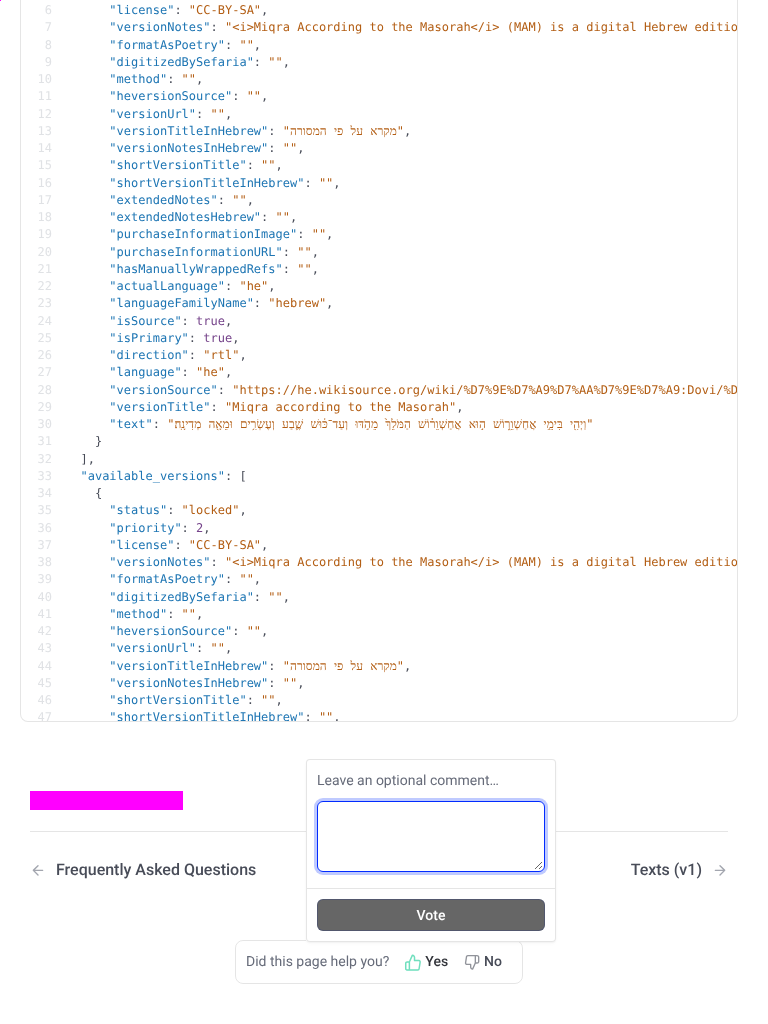 6 "license": "CC-BY-SA",
7 "versionNotes": "<i>Miqra According to the Masorah</i> (MAM) is a digital Hebrew editio
8 "formatAsPoetry": "",
9 "digitizedBySefaria": "",
10 "method": "",
11 "heversionSource": "",
12 "versionUrl": "",
13 "versionTitleInHebrew": "מקרא על פי המסורה",
14 "versionNotesInHebrew": "",
15 "shortVersionTitle": "",
16 "shortVersionTitleInHebrew": "",
17 "extendedNotes": "",
18 "extendedNotesHebrew": "",
19 "purchaseInformationImage": "",
20 "purchaseInformationURL": "",
21 "hasManuallyWrappedRefs": "",
22 "actualLanguage": "he",
23 "languageFamilyName": "hebrew",
24 "isSource": true,
25 "isPrimary": true,
26 "direction": "rtl",
27 "language": "he",
28 "versionSource": "https://he.wikisource.org/wiki/%D7%9E%D7%A9%D7%AA%D7%9E%D7%A9:Dovi/%D
29 "versionTitle": "Miqra according to the Masorah",
30 "text": "וַיְהִ֖י בִּימֵ֣י אֲחַשְׁוֵר֑וֹשׁ ה֣וּא אֲחַשְׁוֵר֗וֹשׁ הַמֹּלֵךְ֙ מֵהֹ֣דּוּ וְעַד־כּ֔וּשׁ שֶׁ֛בַע וְעֶשְׂרִ֥ים וּמֵאָ֖ה מְדִינָֽה׃"
31 }
32 ],
33 "available_versions": [
34 {
35 "status": "locked",
36 "priority": 2,
37 "license": "CC-BY-SA",
38 "versionNotes": "<i>Miqra According to the Masorah</i> (MAM) is a digital Hebrew editio
39 "formatAsPoetry": "",
40 "digitizedBySefaria": "",
41 "method": "",
42 "heversionSource": "",
43 "versionUrl": "",
44 "versionTitleInHebrew": "מקרא על פי המסורה",
45 "versionNotesInHebrew": "",
46 "shortVersionTitle": "",
47 "shortVersionTitleInHebrew": "",
Leave an optional comment…
Frequently Asked Questions
Texts (v1)
Vote
Did this page help you? Yes No